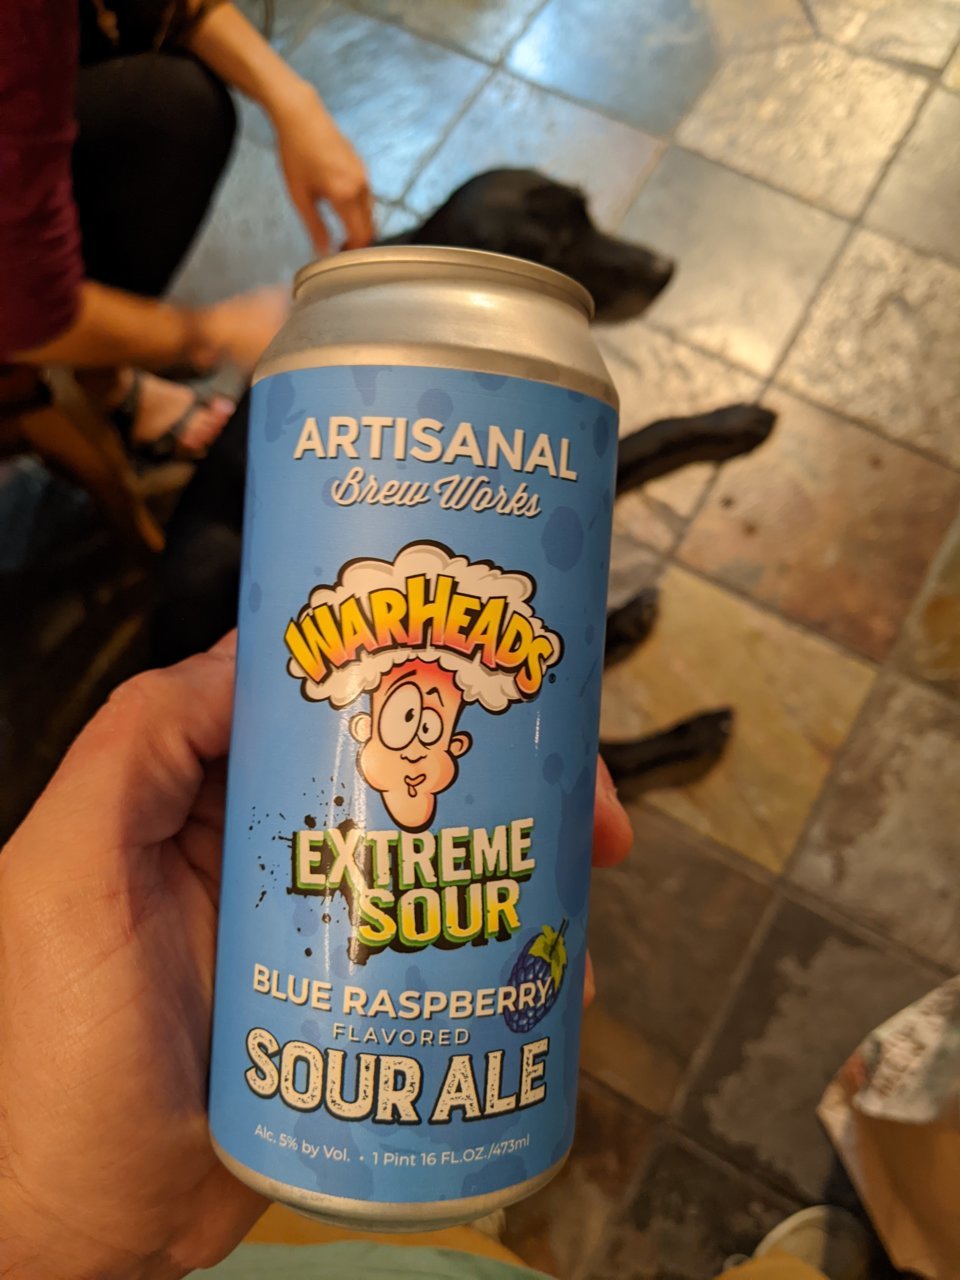 ARTISANAL
Brew Works
WARHEADS®
EXTREME
SOUR
BLUE RASPBERRY
FLAVORED
SOUR ALE
Alc. 5% by Vol. • 1 Pint 16 FL.OZ./473ml